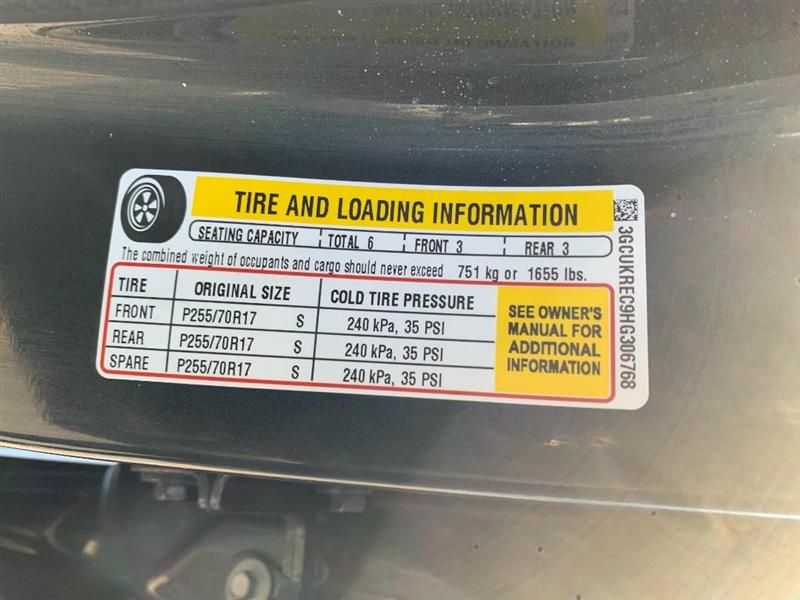 TIRE AND LOADING INFORMATION
SEATING CAPACITY TOTAL 6 FRONT 3 REAR 3
The combined weight of occupants and cargo should never exceed 751 kg or 1655 lbs.
TIRE ORIGINAL SIZE COLD TIRE PRESSURE
FRONT P255/70R17 S 240 kPa, 35 PSI
REAR P255/70R17 S 240 kPa, 35 PSI
SPARE P255/70R17 S 240 kPa, 35 PSI
SEE OWNER'S
MANUAL FOR
ADDITIONAL
INFORMATION
3GCUKREC9HG306768